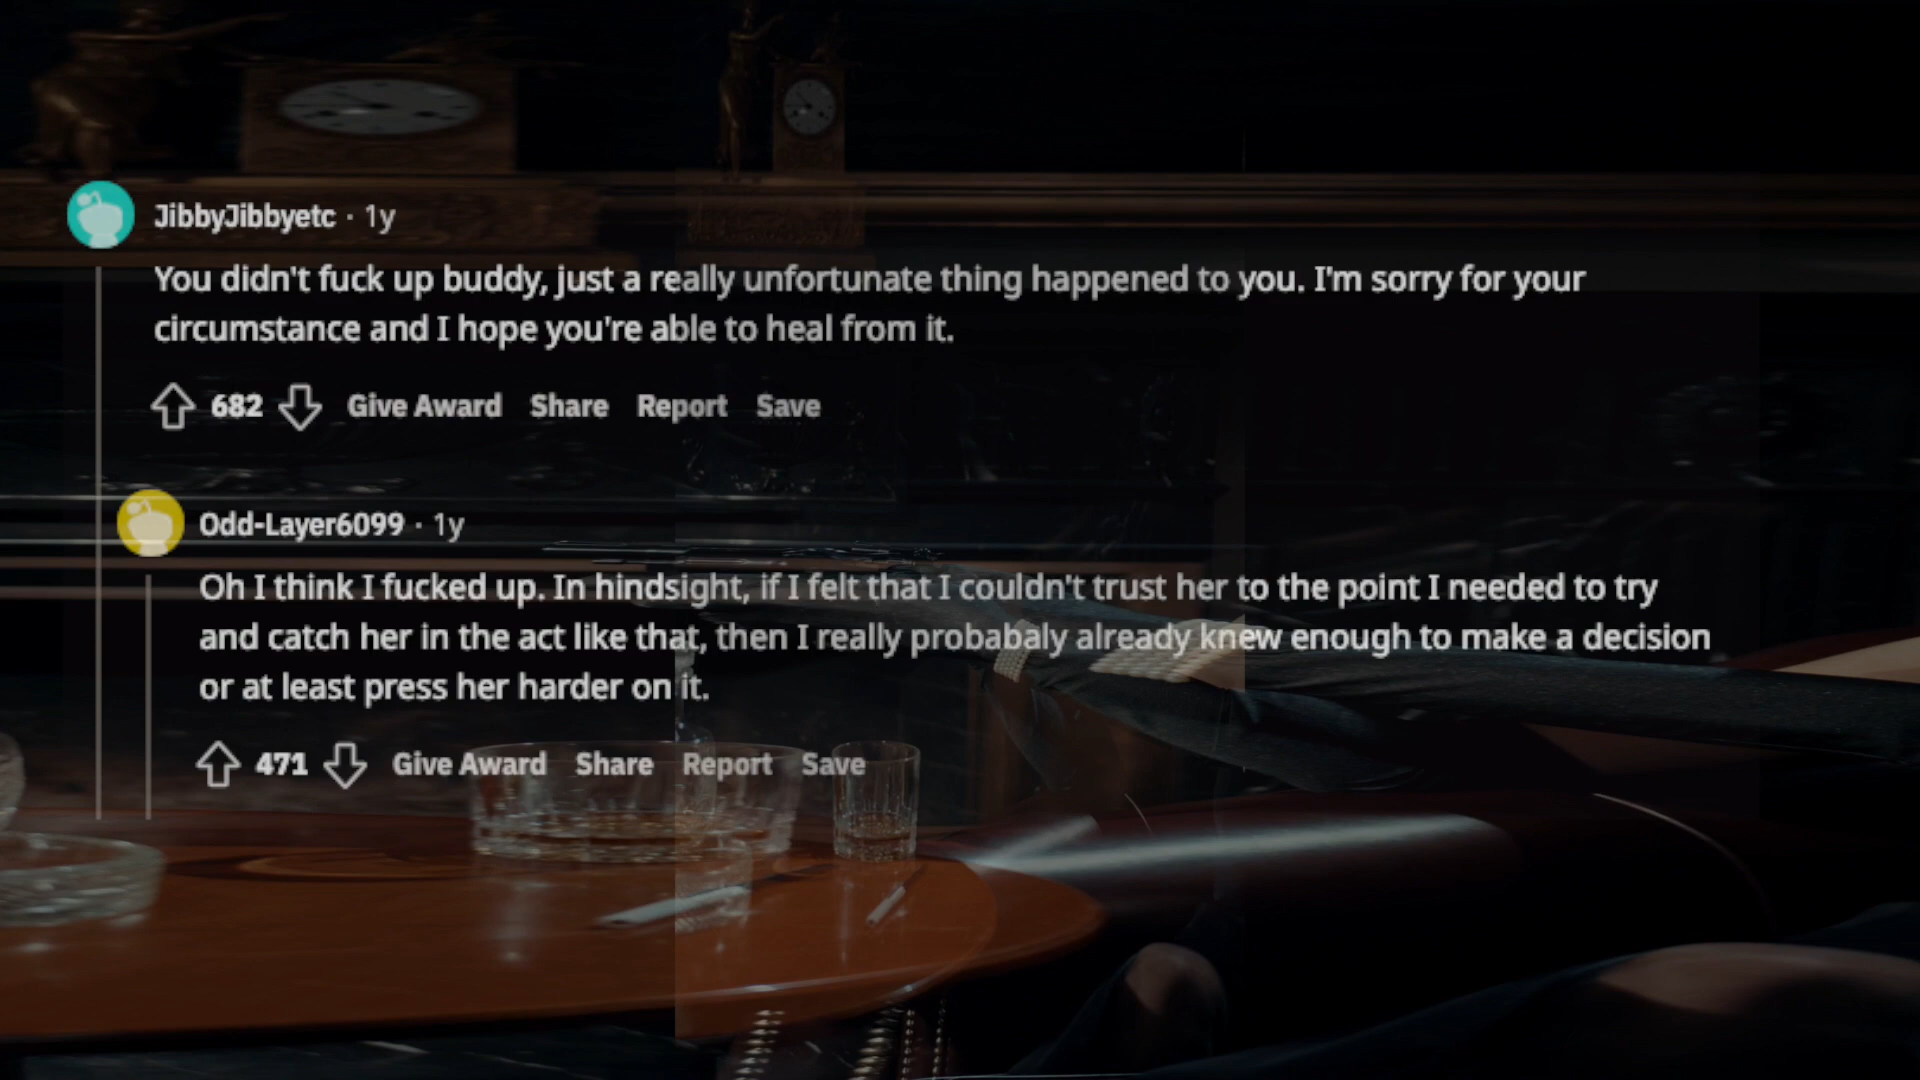 JibbyJibbyetc · 1y
You didn't fuck up buddy, just a really unfortunate thing happened to you. I'm sorry for your
circumstance and I hope you're able to heal from it.
682 Give Award Share Report Save
Odd-Layer6099 · 1y
Oh I think I fucked up. In hindsight, if I felt that I couldn't trust her to the point I needed to try
and catch her in the act like that, then I really probabaly already knew enough to make a decision
or at least press her harder on it.
471 Give Award Share Report Save